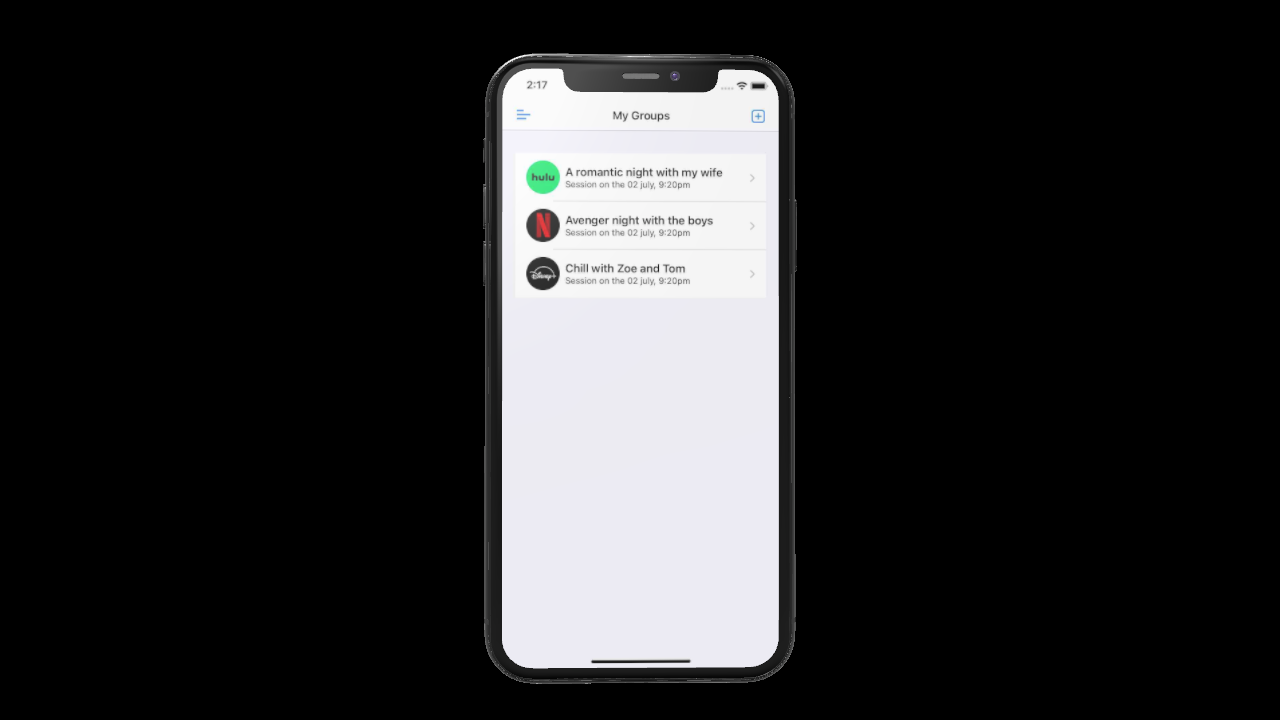 2:17
My Groups
hulu
A romantic night with my wife
Session on the 02 july, 9:20pm
N
Avenger night with the boys
Session on the 02 july, 9:20pm
Disney+
Chill with Zoe and Tom
Session on the 02 july, 9:20pm